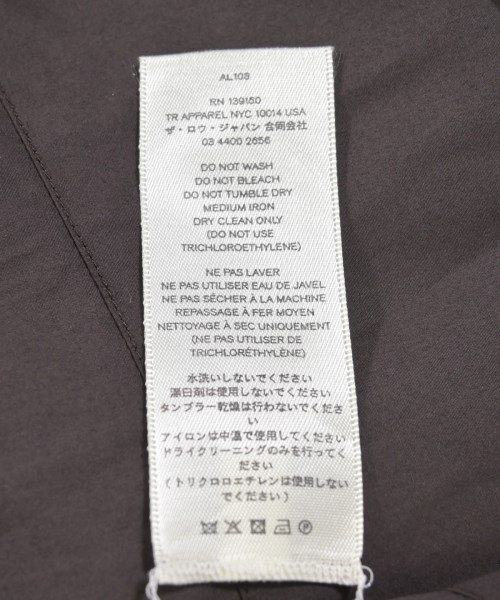 AL103
RN 139180
TR APPAREL NYC 10014 USA
ザ・ロウ・ジャパン 合同会社
03 4400 2656
DO NOT WASH
DO NOT BLEACH
DO NOT TUMBLE DRY
MEDIUM IRON
DRY CLEAN ONLY
(DO NOT USE
TRICHLOROETHYLENE)
NE PAS LAVER
NE PAS UTILISER EAU DE JAVEL
NE PAS SÉCHER À LA MACHINE
REPASSAGE À FER MOYEN
NETTOYAGE À SEC UNIQUEMENT
(NE PAS UTILISER DE
TRICHLORÉTHYLÈNE)
水洗いしないでください
漂白剤は使用しないでください
タンブラー乾燥は行わないでくださ
い
アイロンは中温で使用してください
ドライクリーニングのみを行ってく
ださい
(トリクロロエチレンは使用しない
でください)